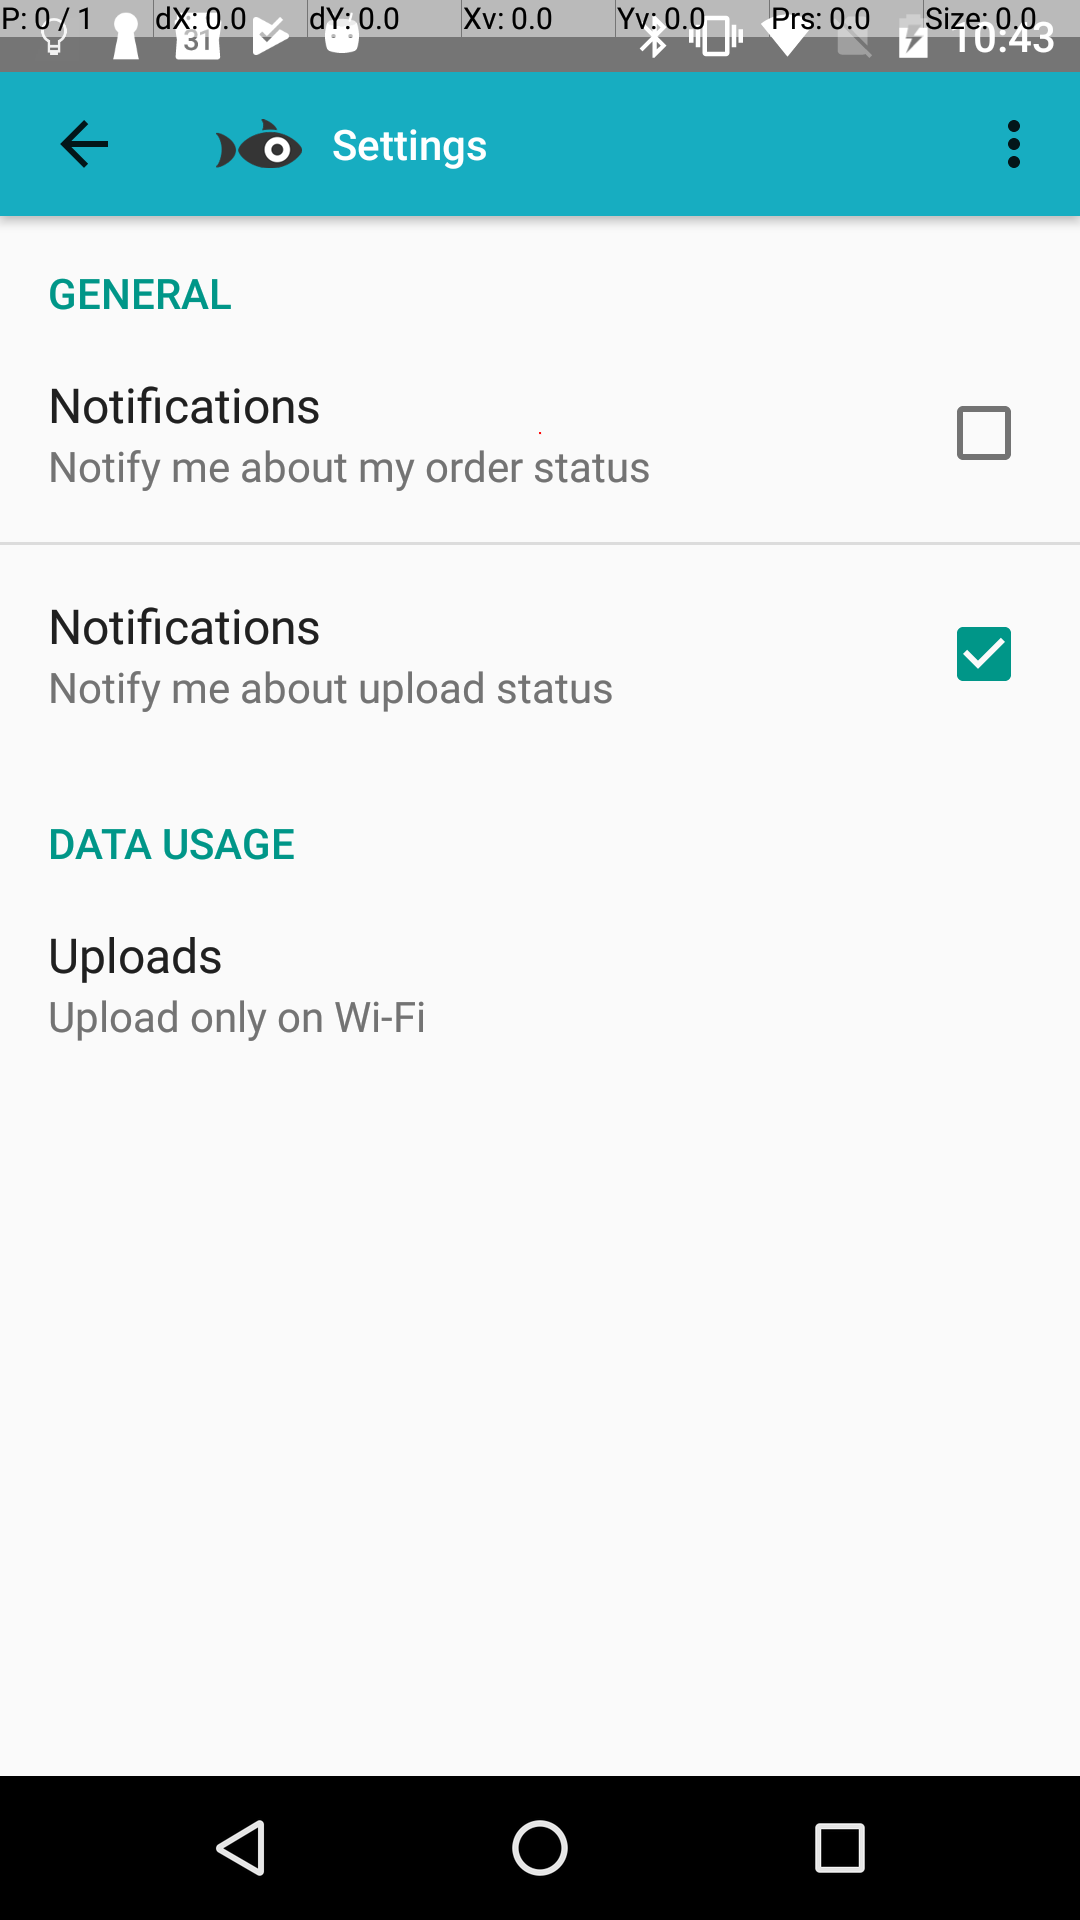 P: 0 / 1 dX: 0.0 dY: 0.0 Xv: 0.0 Yv: 0.0 Prs: 0.0 Size: 0.0
31 10:43
Settings
GENERAL
Notifications
Notify me about my order status
Notifications
Notify me about upload status
DATA USAGE
Uploads
Upload only on Wi-Fi